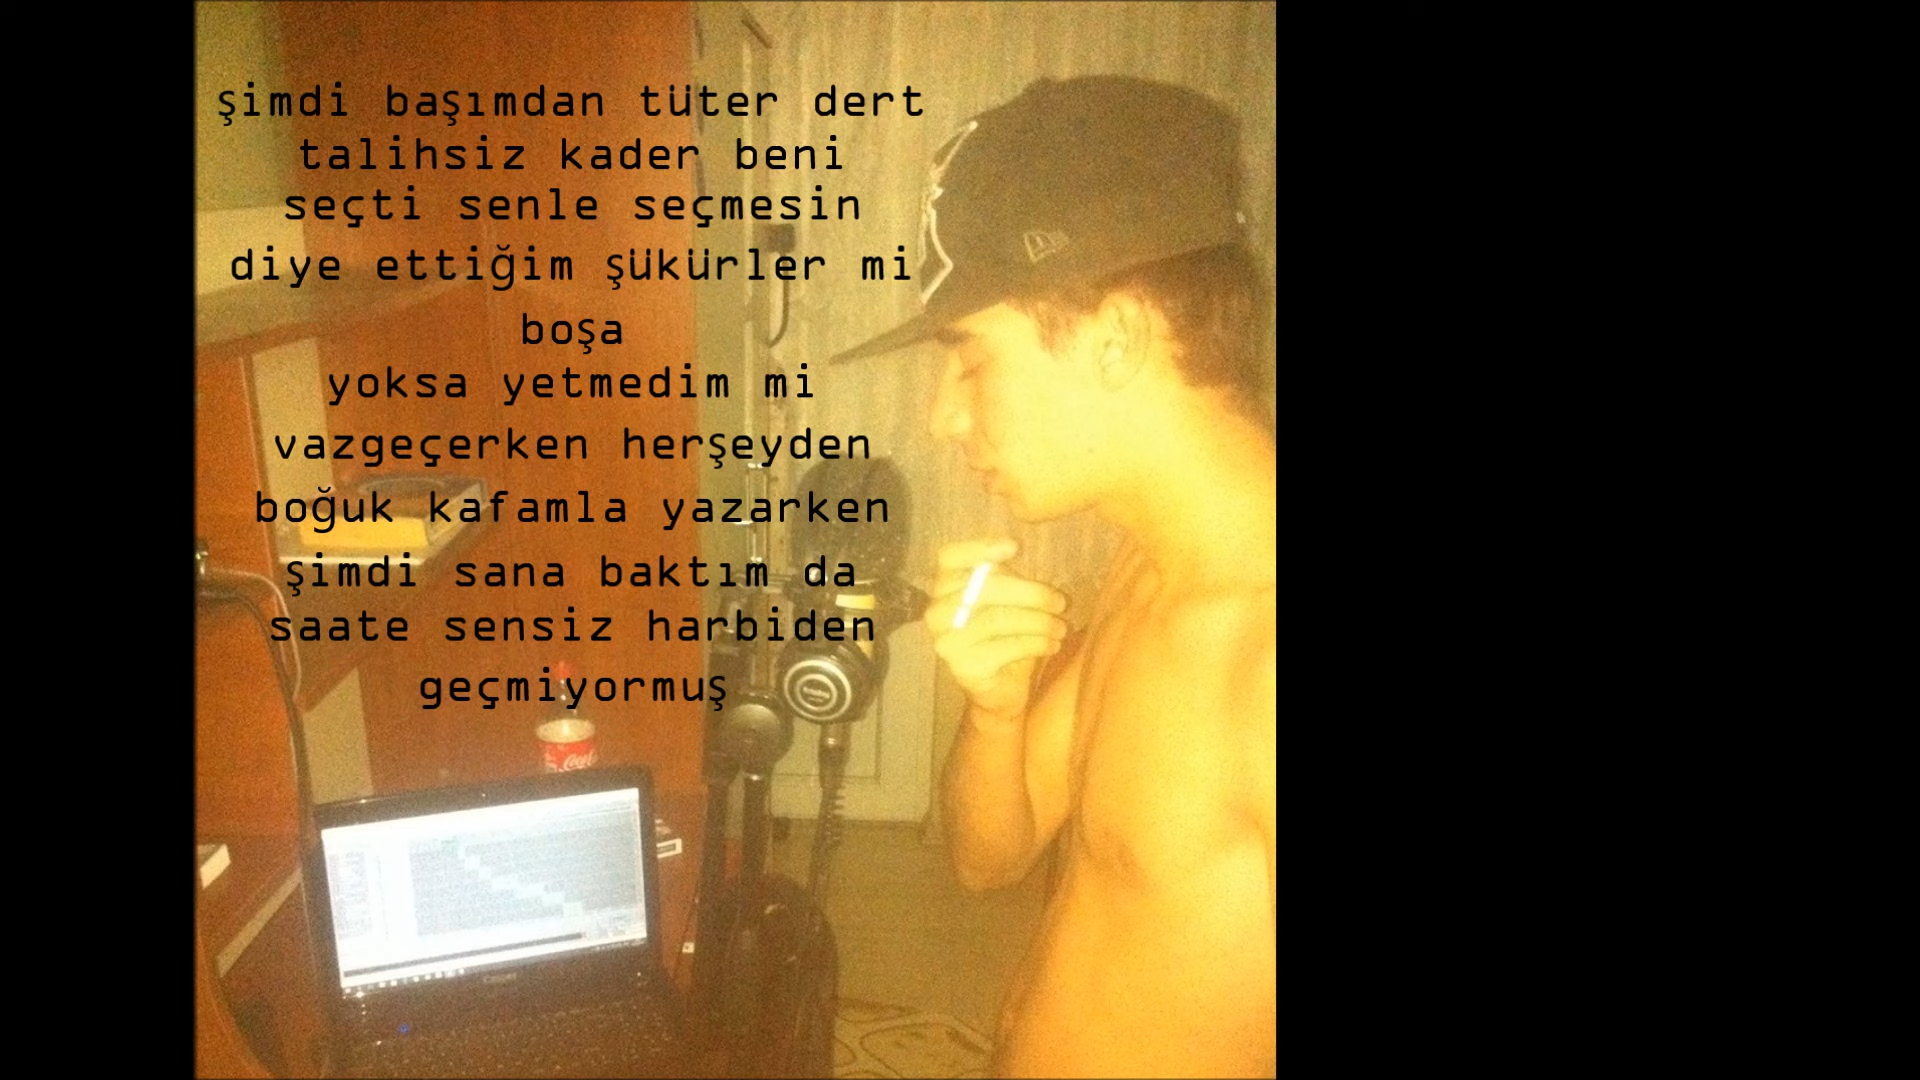 şimdi başımdan tüter dert
talihsiz kader beni
seçti senle seçmesin
diye ettiğim şükürler mi
boşa
yoksa yetmedim mi
vazgeçerken herşeyden
boğuk kafamla yazarken
şimdi sana baktım da
saate sensiz harbiden
geçmiyormuş
Casper